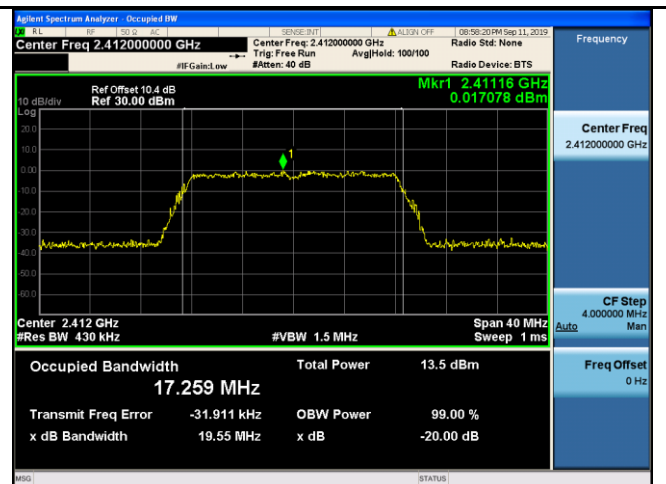 Agilent Spectrum Analyzer - Occupied BW
RL RF 50 Ω AC SENSE:INT ALIGN OFF 08:58:20 PM Sep 11, 2019
Center Freq 2.412000000 GHz Center Freq: 2.412000000 GHz Radio Std: None Frequency
Trig: Free Run Avg|Hold: 100/100
#IFGain:Low #Atten: 40 dB Radio Device: BTS
Ref Offset 10.4 dB Mkr1 2.41116 GHz
10 dB/div Ref 30.00 dBm 0.017078 dBm
Log
20.0
10.0
0.00
-10.0
-20.0
-30.0
-40.0
-50.0
-60.0
1
Center 2.412 GHz Span 40 MHz
#Res BW 430 kHz #VBW 1.5 MHz Sweep 1 ms
Occupied Bandwidth Total Power 13.5 dBm
17.259 MHz
Transmit Freq Error -31.911 kHz OBW Power 99.00 %
x dB Bandwidth 19.55 MHz x dB -20.00 dB
Center Freq
2.412000000 GHz
CF Step
4.000000 MHz
Auto Man
Freq Offset
0 Hz
MSG STATUS